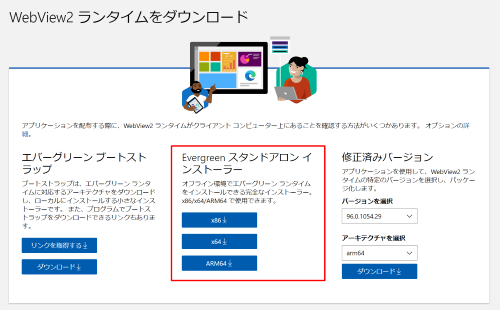 WebView2 ランタイムをダウンロード
アプリケーションを配布する際に、WebView2 ランタイムがクライアント コンピューター上にあることを確認する方法がいくつかあります。 オプションの詳
細。
エバーグリーン ブートスト
ラップ
ブートストラップは、エバーグリーン ランタ
イムに対応するアーキテクチャをダウンロード
し、ローカルにインストールする小さなインス
トーラーです。また、プログラムでブートス
トラップをダウンロードできるリンクもありま
す。
リンクを取得する
ダウンロード
Evergreen スタンドアロン イ
ンストーラー
オフライン環境でエバーグリーン ランタイム
をインストールできる完全なインストーラー。
x86/x64/ARM64 で使用できます。
x86
x64
ARM64
修正済みバージョン
アプリケーションを使用して、WebView2 ラン
タイムの特定のバージョンを選択し、パッケー
ジ化します。
バージョンを選択
96.0.1054.29
アーキテクチャを選択
arm64
ダウンロード